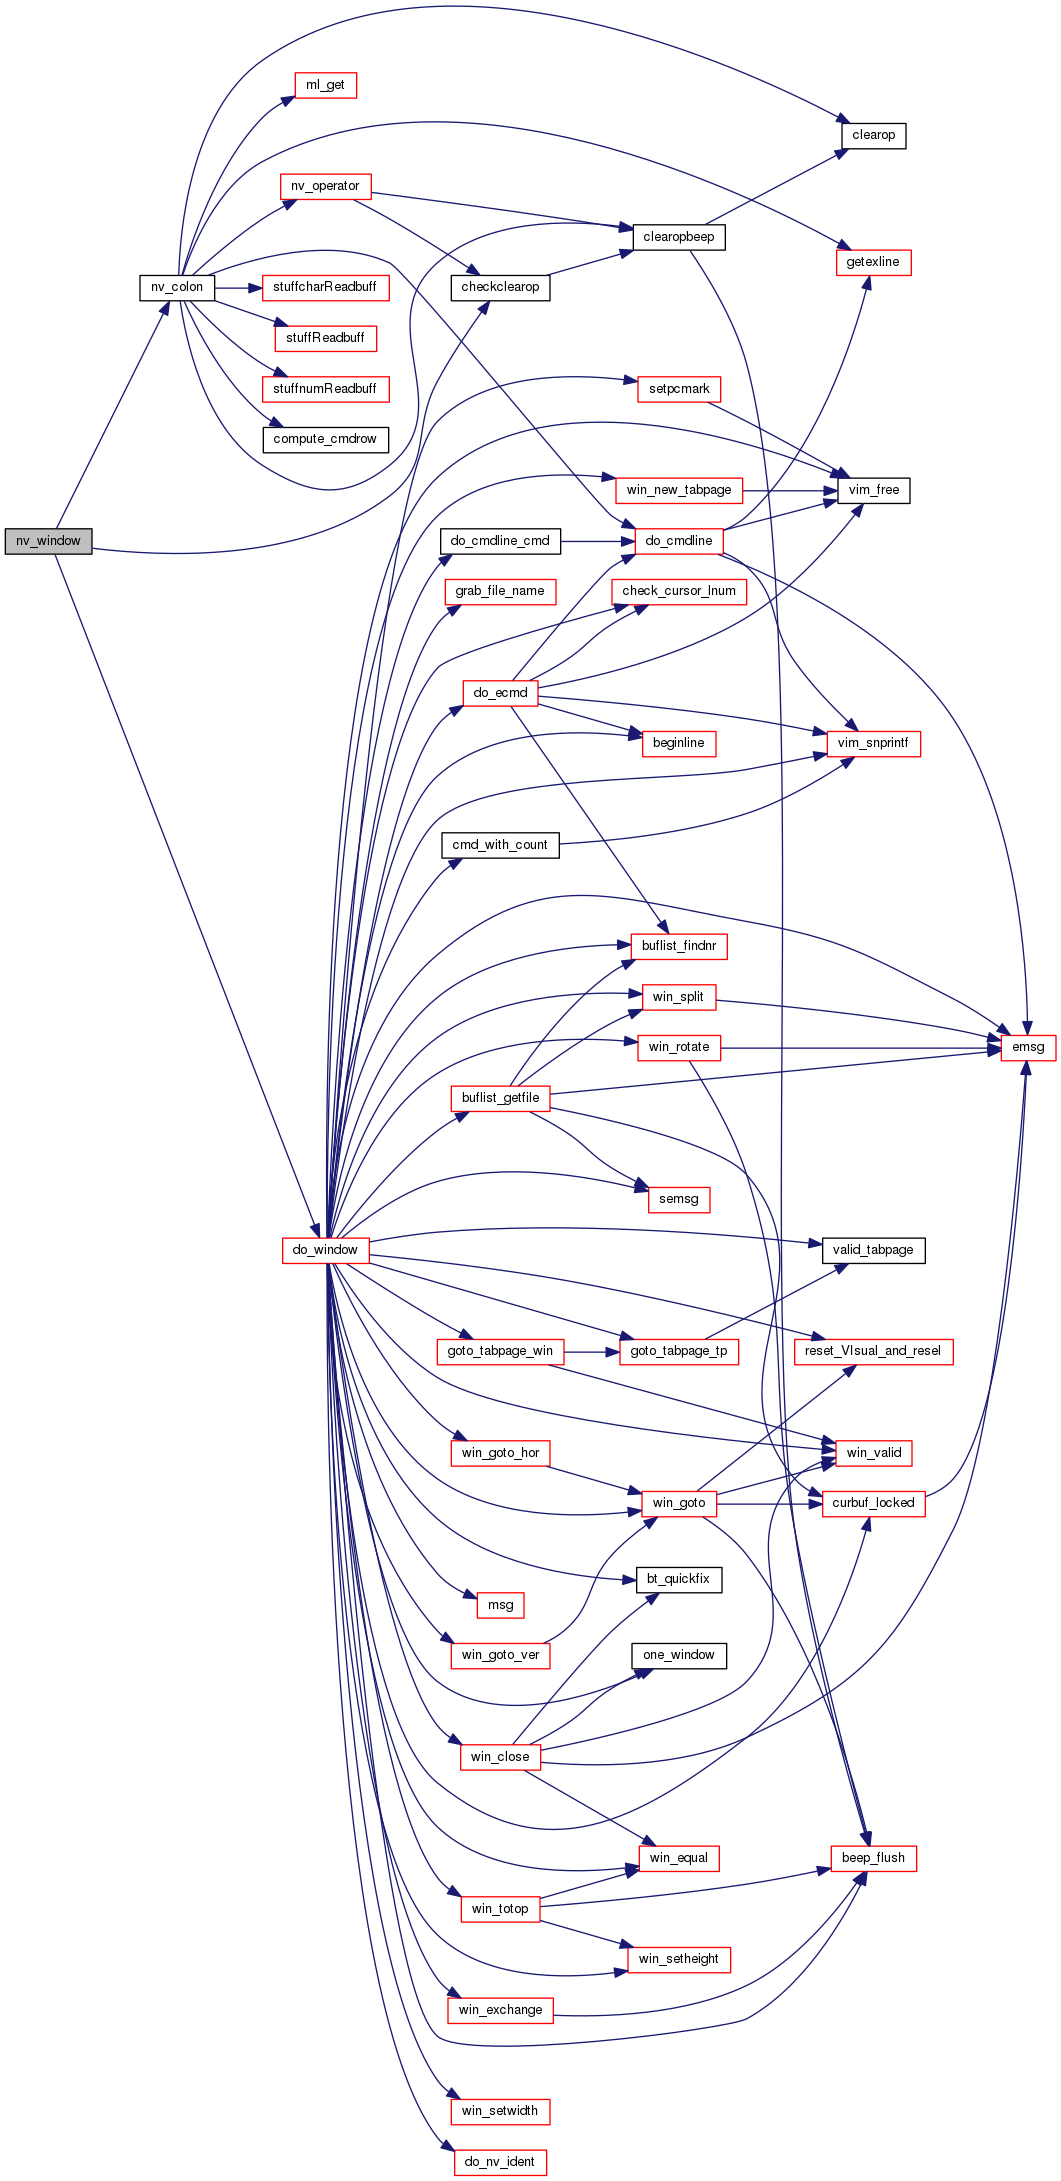 ml_get
clearop
nv_operator
clearopbeep
getexline
nv_colon
stuffcharReadbuff
checkclearop
stuffReadbuff
stuffnumReadbuff
setpcmark
compute_cmdrow
win_new_tabpage
vim_free
nv_window
do_cmdline_cmd
do_cmdline
grab_file_name
check_cursor_lnum
do_ecmd
beginline
vim_snprintf
cmd_with_count
buflist_findnr
win_split
win_rotate
emsg
buflist_getfile
semsg
do_window
valid_tabpage
goto_tabpage_win
goto_tabpage_tp
reset_VIsual_and_resel
win_goto_hor
win_valid
win_goto
curbuf_locked
bt_quickfix
msg
win_goto_ver
one_window
win_close
win_equal
beep_flush
win_totop
win_setheight
win_exchange
win_setwidth
do_nv_ident